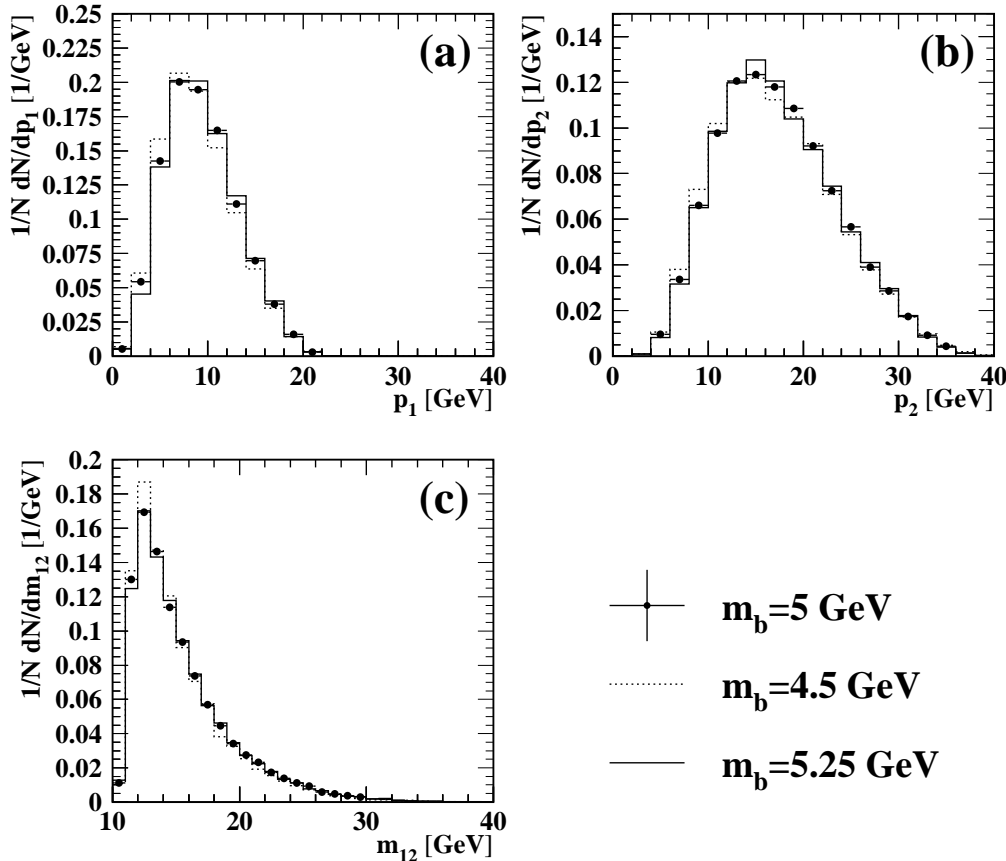 1/N dN/dp1 [1/GeV]
0.25
0.225
0.2
0.175
0.15
0.125
0.1
0.075
0.05
0.025
0
(a)
0 10 20 30 40
p1 [GeV]
1/N dN/dp2 [1/GeV]
0.14
0.12
0.1
0.08
0.06
0.04
0.02
0
(b)
0 10 20 30 40
p2 [GeV]
1/N dN/dm12 [1/GeV]
0.2
0.18
0.16
0.14
0.12
0.1
0.08
0.06
0.04
0.02
0
(c)
10 20 30 40
m12 [GeV]
mb=5 GeV
mb=4.5 GeV
mb=5.25 GeV